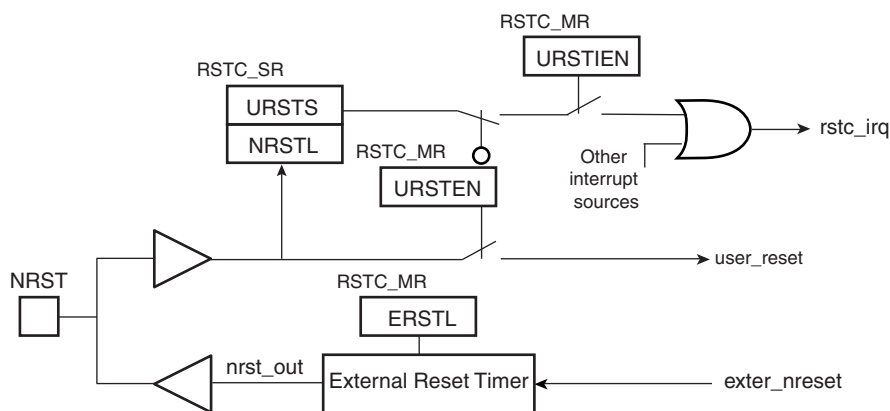 RSTC_MR
URSTIEN
RSTC_SR
URSTS
NRSTL
rstc_irq
RSTC_MR
Other
interrupt
sources
URSTEN
user_reset
NRST
RSTC_MR
ERSTL
nrst_out
External Reset Timer
exter_nreset